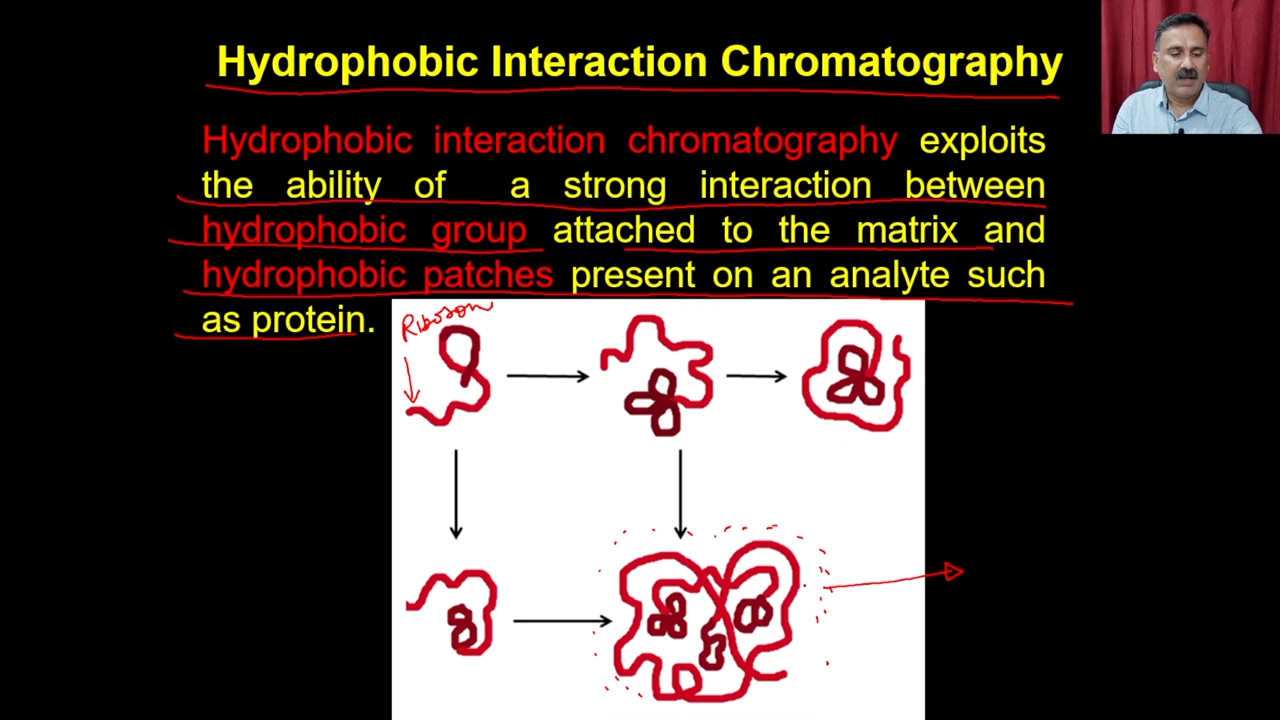 Hydrophobic Interaction Chromatography
Hydrophobic interaction chromatography exploits
the ability of a strong interaction between
hydrophobic group attached to the matrix and
hydrophobic patches present on an analyte such
as protein.